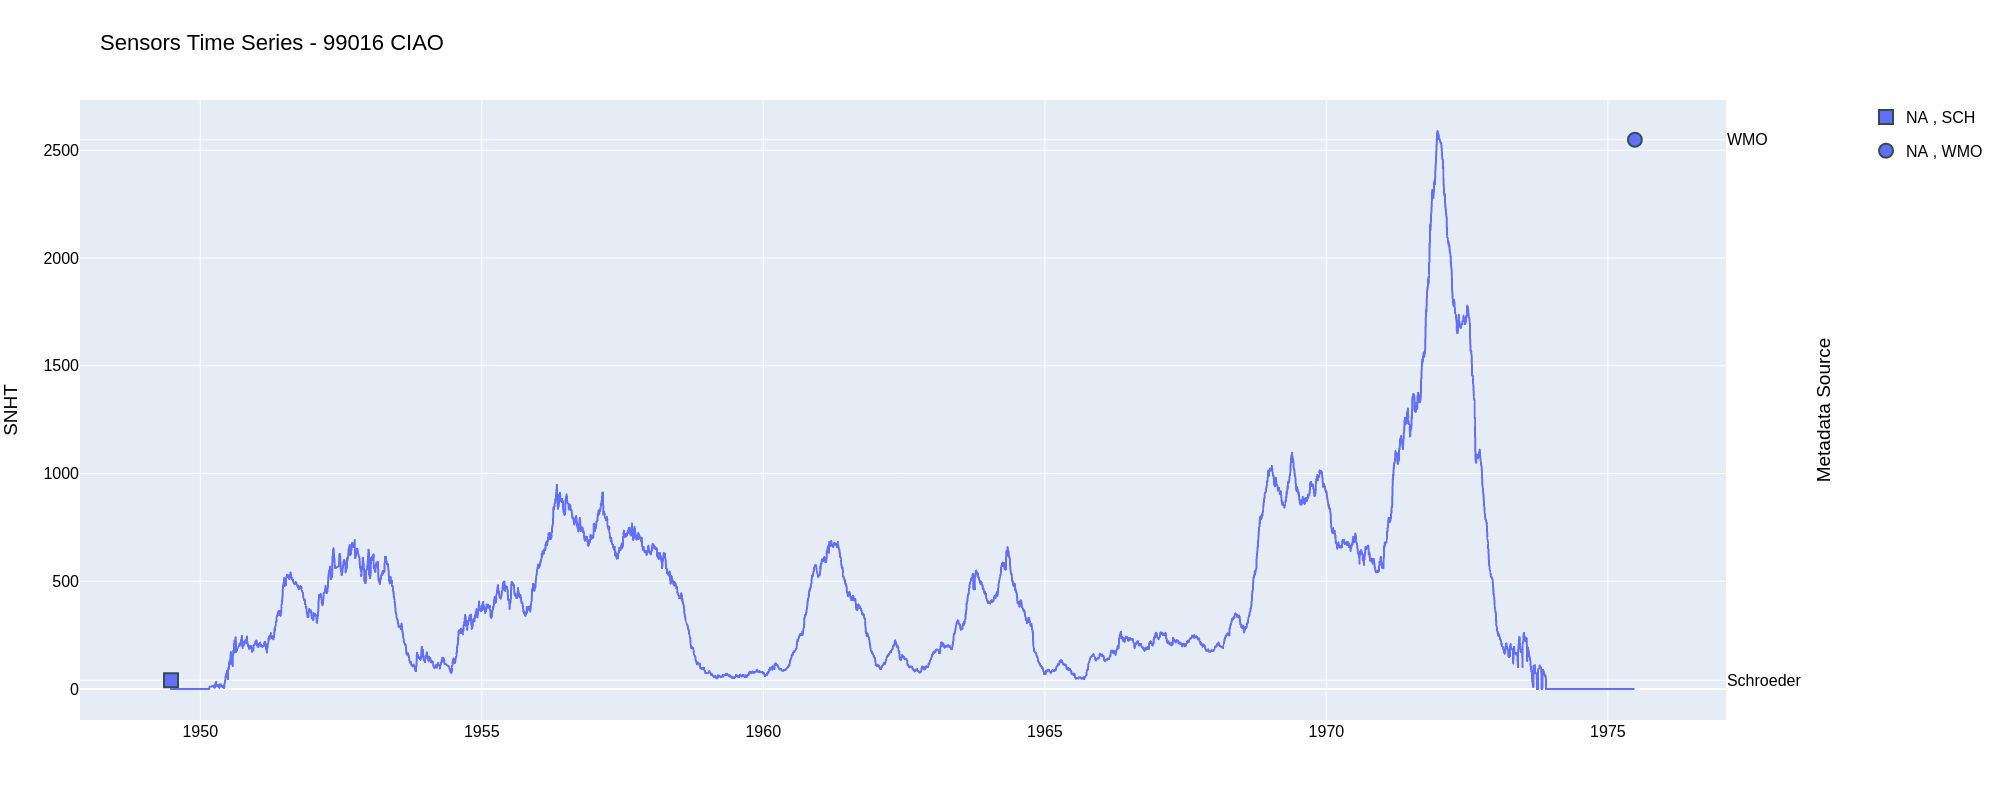 Sensors Time Series - 99016 CIAO
NA , SCH
NA , WMO
SNHT
2500
2000
1500
1000
500
0
WMO
Schroeder
Metadata Source
1950
1955
1960
1965
1970
1975